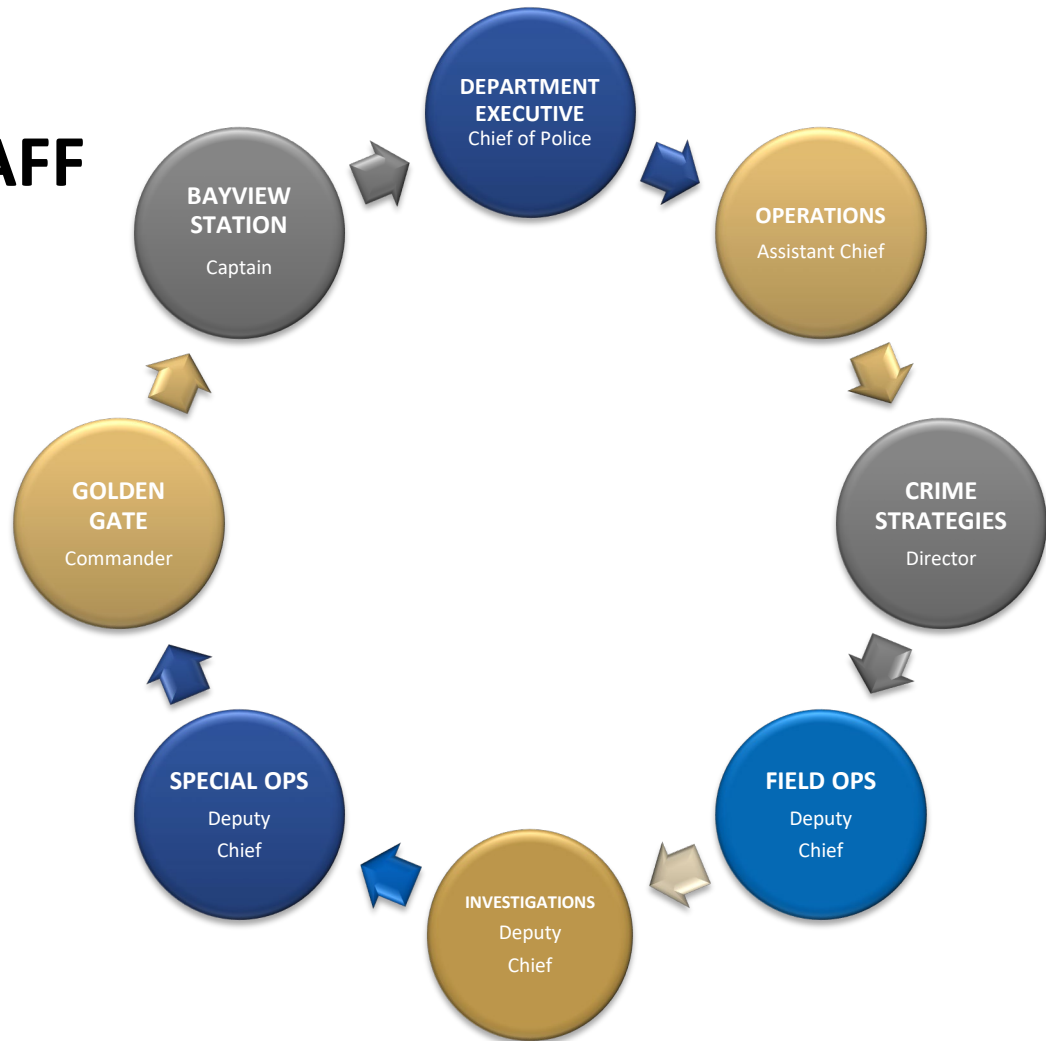 AFF
DEPARTMENT
EXECUTIVE
Chief of Police
OPERATIONS
Assistant Chief
CRIME
STRATEGIES
Director
FIELD OPS
Deputy
Chief
INVESTIGATIONS
Deputy
Chief
SPECIAL OPS
Deputy
Chief
GOLDEN
GATE
Commander
BAYVIEW
STATION
Captain